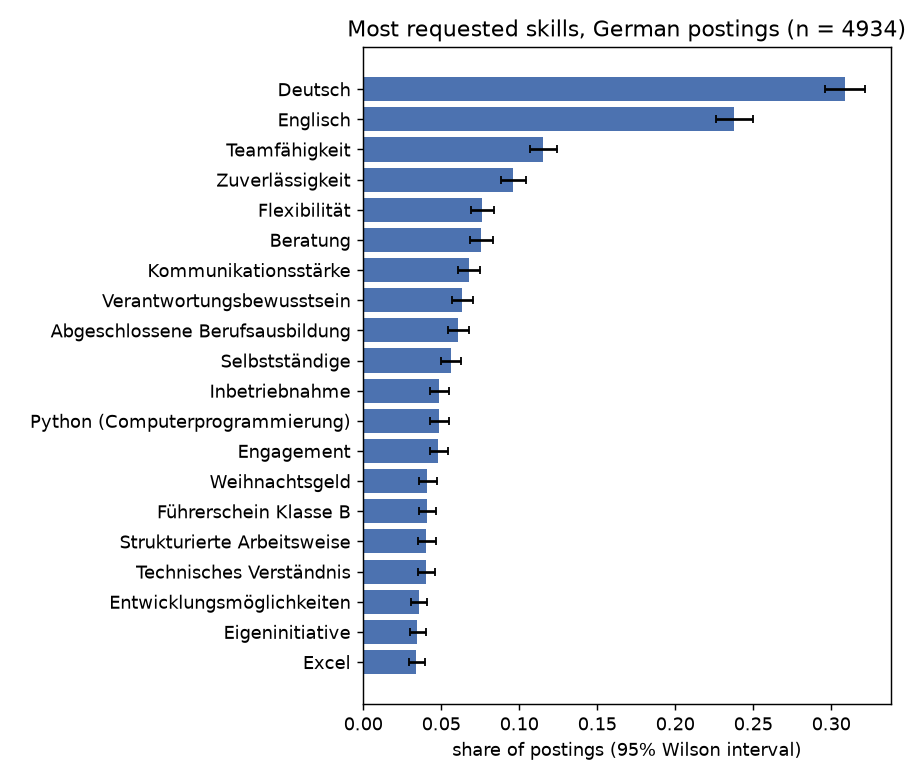 Most requested skills, German postings (n = 4934)
Deutsch
Englisch
Teamfähigkeit
Zuverlässigkeit
Flexibilität
Beratung
Kommunikationsstärke
Verantwortungsbewusstsein
Abgeschlossene Berufsausbildung
Selbstständige
Inbetriebnahme
Python (Computerprogrammierung)
Engagement
Weihnachtsgeld
Führerschein Klasse B
Strukturierte Arbeitsweise
Technisches Verständnis
Entwicklungsmöglichkeiten
Eigeninitiative
Excel
0.00 0.05 0.10 0.15 0.20 0.25 0.30
share of postings (95% Wilson interval)